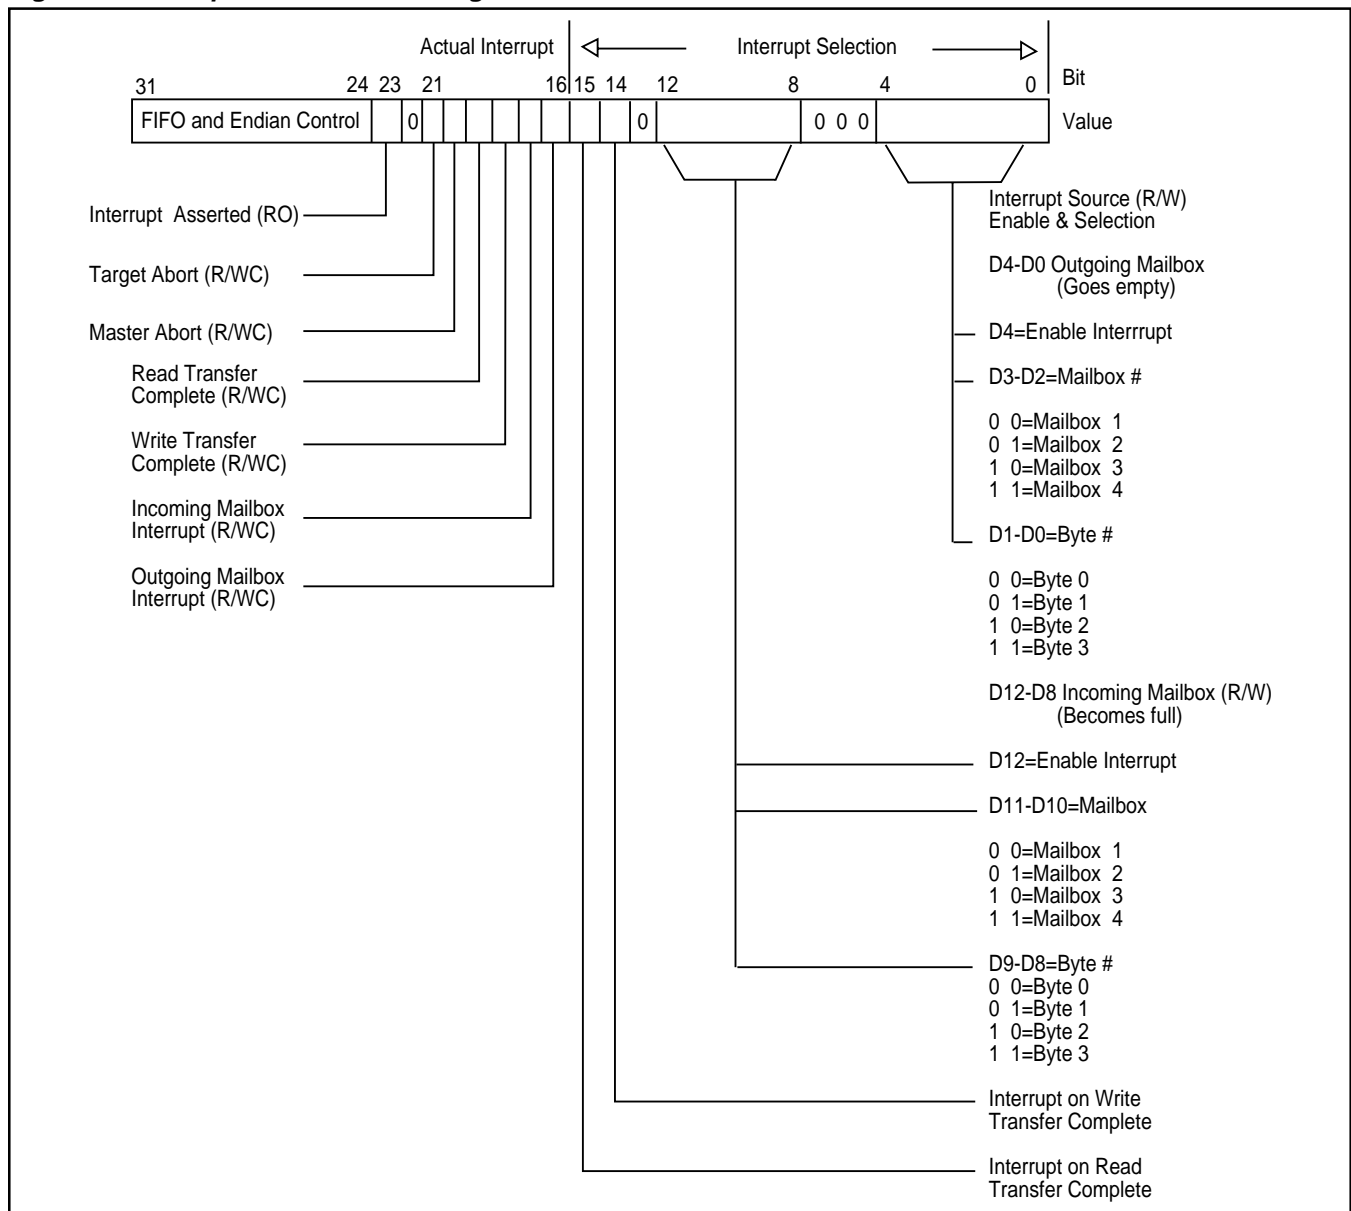 Actual Interrupt
Interrupt Selection
31 24 23 21 16 15 14 12 8 4 0 Bit
FIFO and Endian Control 0 0 0 0 0 Value
Interrupt Asserted (RO)
Target Abort (R/WC)
Master Abort (R/WC)
Read Transfer
Complete (R/WC)
Write Transfer
Complete (R/WC)
Incoming Mailbox
Interrupt (R/WC)
Outgoing Mailbox
Interrupt (R/WC)
Interrupt Source (R/W)
Enable & Selection
D4-D0 Outgoing Mailbox
(Goes empty)
D4=Enable Interrrupt
D3-D2=Mailbox #
0 0=Mailbox 1
0 1=Mailbox 2
1 0=Mailbox 3
1 1=Mailbox 4
D1-D0=Byte #
0 0=Byte 0
0 1=Byte 1
1 0=Byte 2
1 1=Byte 3
D12-D8 Incoming Mailbox (R/W)
(Becomes full)
D12=Enable Interrupt
D11-D10=Mailbox
0 0=Mailbox 1
0 1=Mailbox 2
1 0=Mailbox 3
1 1=Mailbox 4
D9-D8=Byte #
0 0=Byte 0
0 1=Byte 1
1 0=Byte 2
1 1=Byte 3
Interrupt on Write
Transfer Complete
Interrupt on Read
Transfer Complete